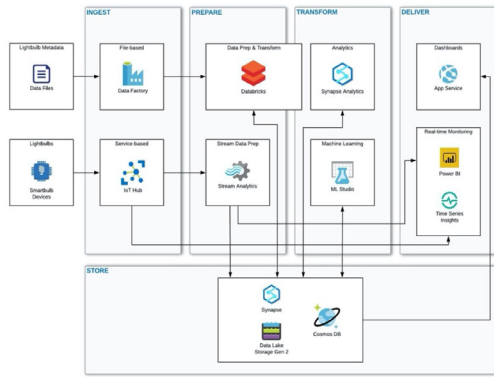 INGEST
PREPARE
TRANSFORM
DELIVER
Lightbulb Metadata
Data Files
File-based
Data Factory
Data Prep & Transform
Databricks
Analytics
Synapse Analytics
Dashboards
App Service
Lightbulbs
Smartbulb
Devices
Service-based
IoT Hub
Stream Data Prep
Stream Analytics
Machine Learning
ML Studio
Real-time Monitoring
Power BI
Time Series
Insights
STORE
Synapse
Data Lake
Storage Gen 2
Cosmos DB